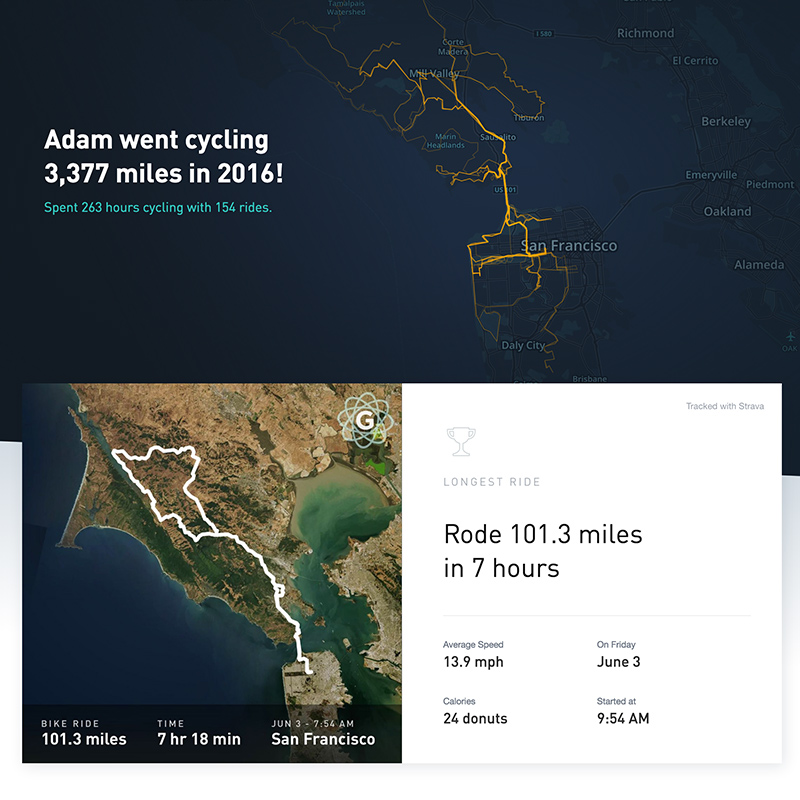 Tamalpais
Watershed
Corte
Madera
I 580
Richmond
El Cerrito
Mill Valley
Tiburon
Berkeley
Marin
Headlands
Sausalito
Adam went cycling
3,377 miles in 2016!
Spent 263 hours cycling with 154 rides.
US 101
Emeryville
Piedmont
Oakland
San Francisco
Alameda
OAK
Daly City
Brisbane
G
Tracked with Strava
LONGEST RIDE
Rode 101.3 miles
in 7 hours
Average Speed
13.9 mph
On Friday
June 3
Calories
24 donuts
Started at
9:54 AM
BIKE RIDE
101.3 miles
TIME
7 hr 18 min
JUN 3 - 7:54 AM
San Francisco